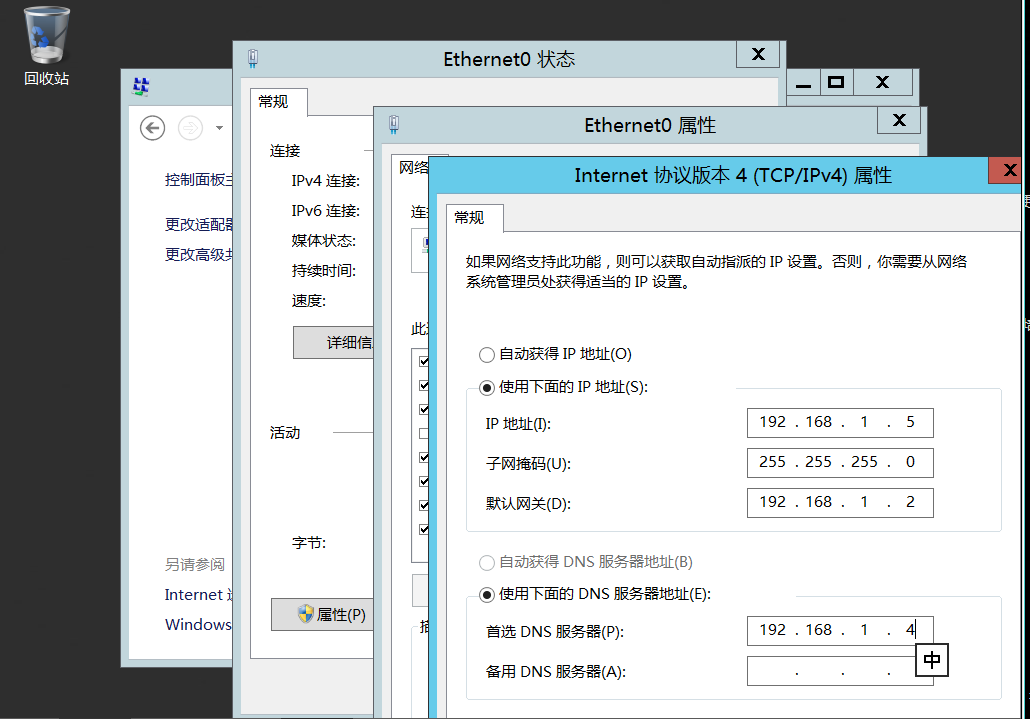 回收站
Ethernet0 状态
常规
Ethernet0 属性
控制面板主
连接
网络
Internet 协议版本 4 (TCP/IPv4) 属性
IPv4 连接:
更改适配器
IPv6 连接:
连接
常规
更改高级共
媒体状态:
持续时间:
速度:
如果网络支持此功能，则可以获取自动指派的 IP 设置。否则，你需要从网络
系统管理员处获得适当的 IP 设置。
详细信
自动获得 IP 地址(O)
使用下面的 IP 地址(S):
IP 地址(I):
192 . 168 . 1 . 5
活动
子网掩码(U):
255 . 255 . 255 . 0
默认网关(D):
192 . 168 . 1 . 2
字节:
另请参阅
自动获得 DNS 服务器地址(B)
Internet
使用下面的 DNS 服务器地址(E):
属性(P)
Windows
首选 DNS 服务器(P):
192 . 168 . 1 . 4
中
备用 DNS 服务器(A):
. . .